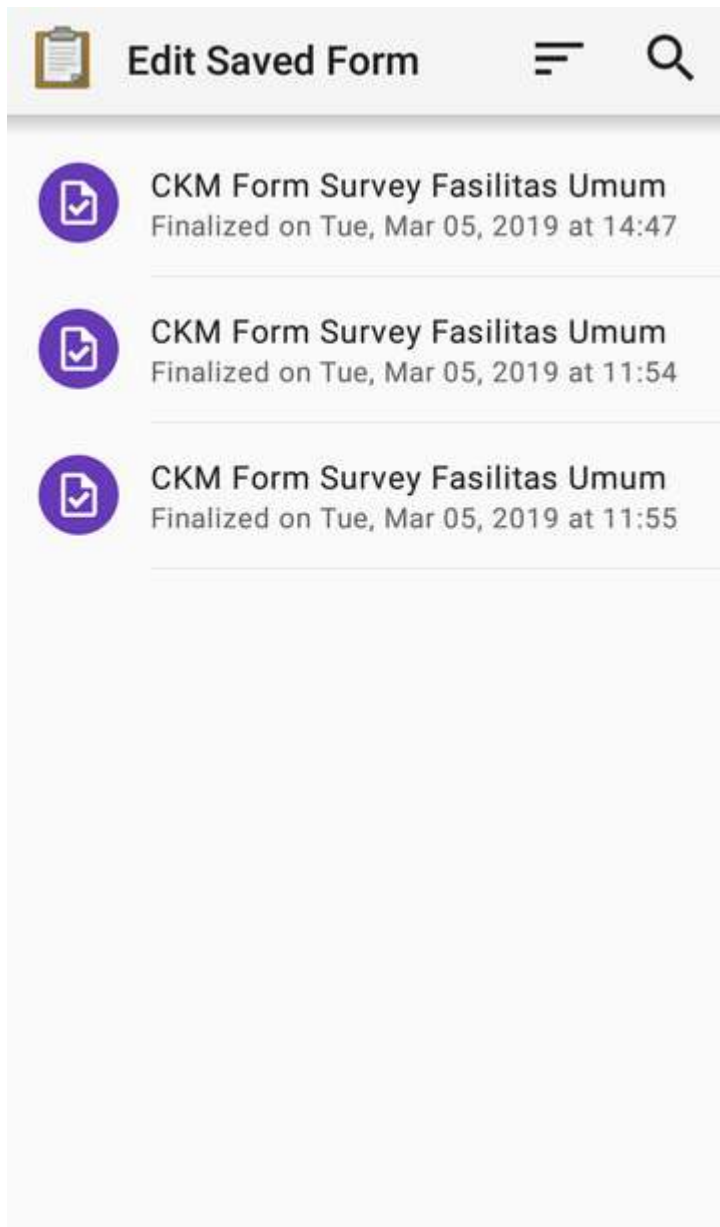 Edit Saved Form
CKM Form Survey Fasilitas Umum
Finalized on Tue, Mar 05, 2019 at 14:47
CKM Form Survey Fasilitas Umum
Finalized on Tue, Mar 05, 2019 at 11:54
CKM Form Survey Fasilitas Umum
Finalized on Tue, Mar 05, 2019 at 11:55